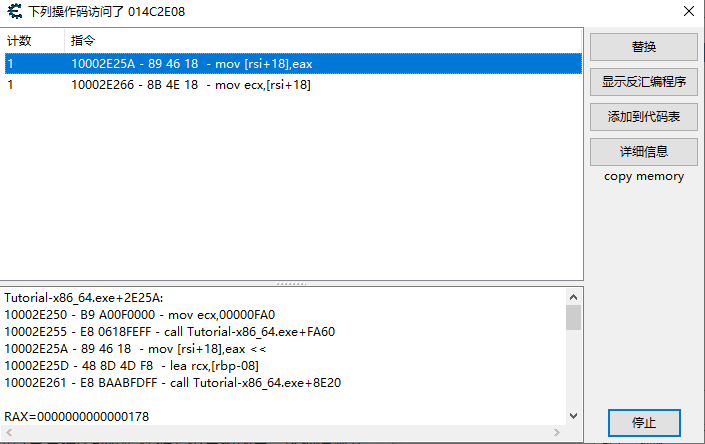 下列操作码访问了 014C2E08
计数 指令
1 10002E25A - 89 46 18 - mov [rsi+18],eax
1 10002E266 - 8B 4E 18 - mov ecx,[rsi+18]
替换
显示反汇编程序
添加到代码表
详细信息
copy memory
Tutorial-x86_64.exe+2E25A:
10002E250 - B9 A00F0000 - mov ecx,00000FA0
10002E255 - E8 0618FEFF - call Tutorial-x86_64.exe+FA60
10002E25A - 89 46 18 - mov [rsi+18],eax <<
10002E25D - 48 8D 4D F8 - lea rcx,[rbp-08]
10002E261 - E8 BAABFDFF - call Tutorial-x86_64.exe+8E20
RAX=0000000000000178
停止